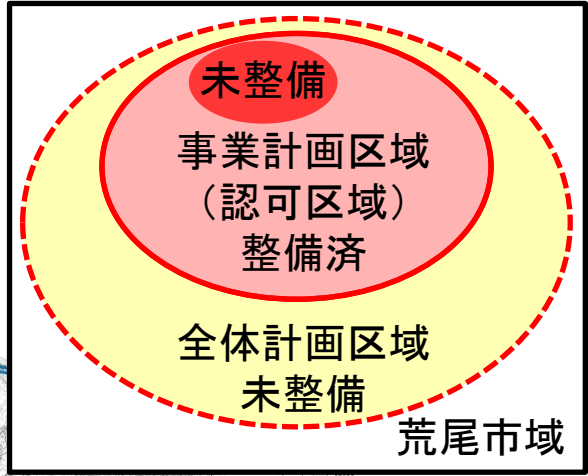 未整備
事業計画区域
（認可区域）
整備済
全体計画区域
未整備
荒尾市域